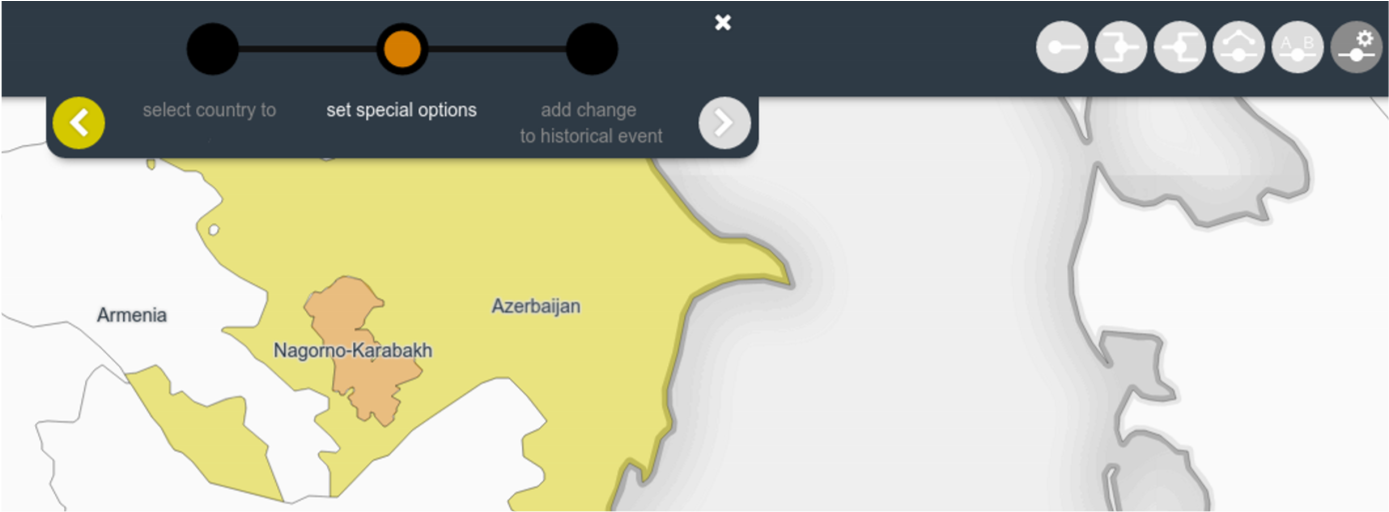 select country to
set special options
add change
to historical event
A B
Armenia
Azerbaijan
Nagorno-Karabakh